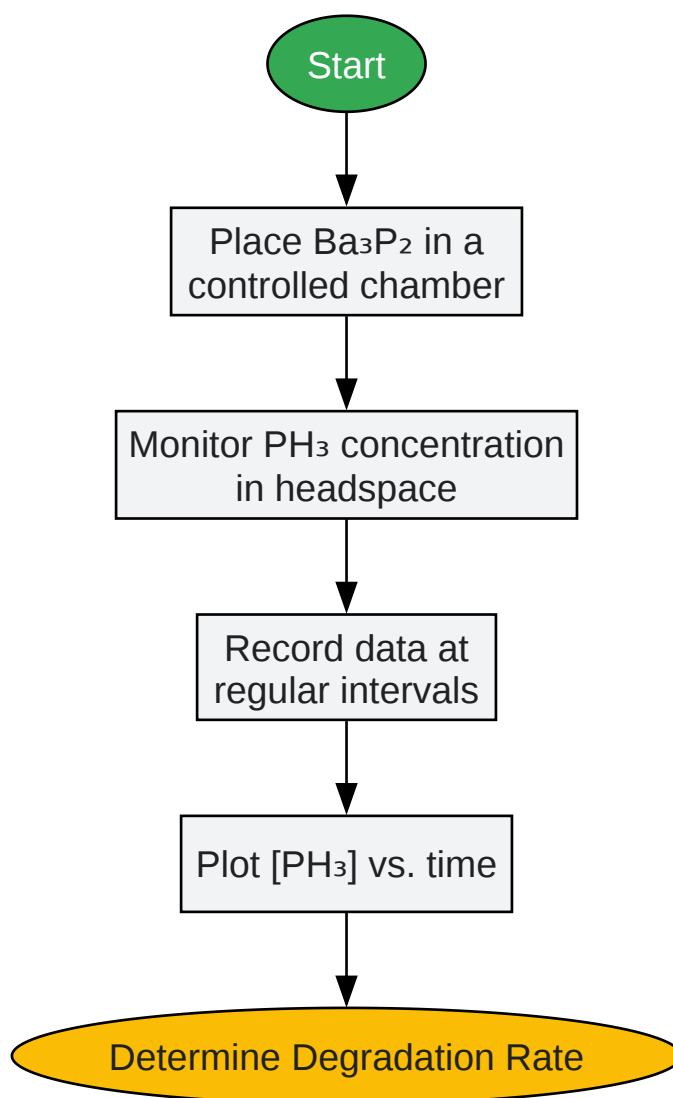 Start
Place Ba₃P₂ in a
controlled chamber
Monitor PH₃ concentration
in headspace
Record data at
regular intervals
Plot [PH₃] vs. time
Determine Degradation Rate